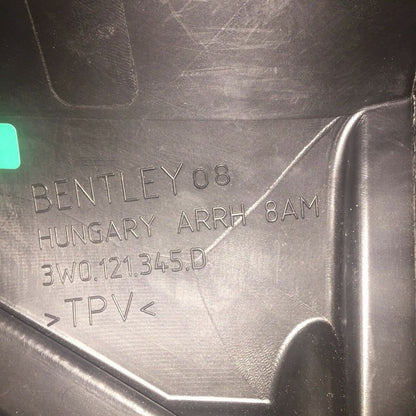 BENTLEY 08
HUNGARY ARRH 8AM
3W0.121.345.D
>TPV<